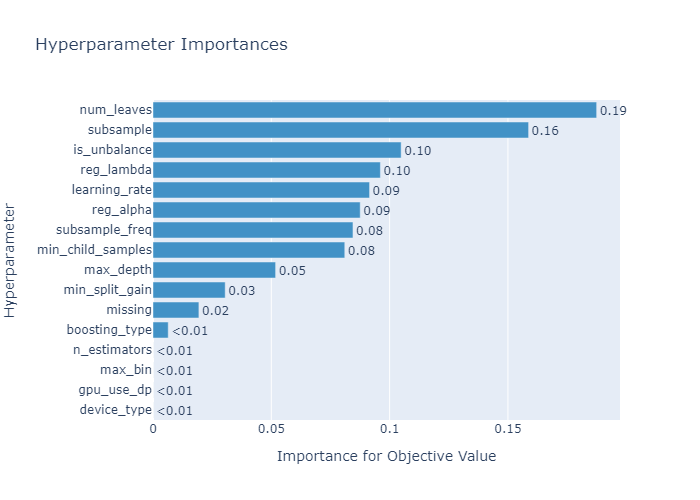 Hyperparameter Importances
Hyperparameter
num_leaves 0.19
subsample 0.16
is_unbalance 0.10
reg_lambda 0.10
learning_rate 0.09
reg_alpha 0.09
subsample_freq 0.08
min_child_samples 0.08
max_depth 0.05
min_split_gain 0.03
missing 0.02
boosting_type <0.01
n_estimators <0.01
max_bin <0.01
gpu_use_dp <0.01
device_type <0.01
0 0.05 0.1 0.15
Importance for Objective Value